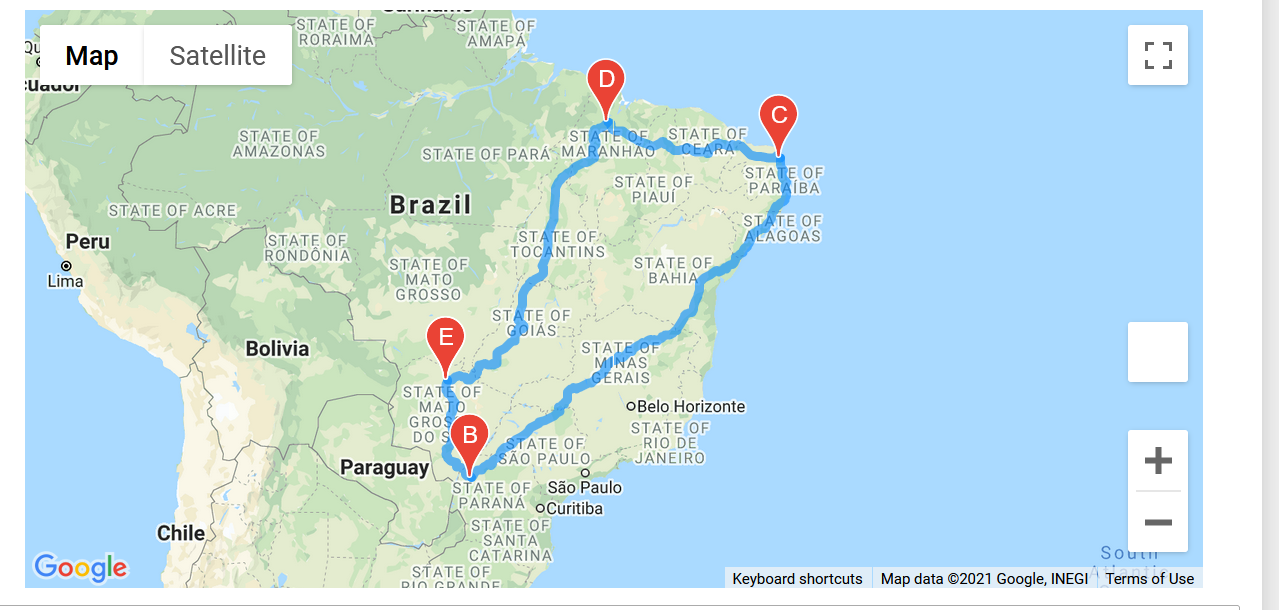 STATE OF
RORAIMA
STATE OF
AMAPÁ
Map
Satellite
D
C
STATE OF
AMAZONAS
STATE OF PARÁ
STATE OF
MARANHÃO
STATE OF
CEARÁ
STATE OF
PARAÍBA
STATE OF
PIAUÍ
Brazil
STATE OF ACRE
STATE OF
ALAGOAS
Peru
Lima
STATE OF
RONDÔNIA
STATE OF
TOCANTINS
STATE OF
MATO
GROSSO
STATE OF
BAHIA
STATE OF
GOIÁS
E
Bolivia
STATE OF
MINAS
GERAIS
STATE OF
MATO
GROS
DO S
Belo Horizonte
B
STATE OF
RIO DE
JANEIRO
STATE OF
SÃO PAULO
Paraguay
São Paulo
STATE OF
PARANÁ
Curitiba
Chile
STATE OF
SANTA
CATARINA
STATE OF
RIO GRANDE
South
Atlantic
Google
Keyboard shortcuts
Map data ©2021 Google, INEGI
Terms of Use